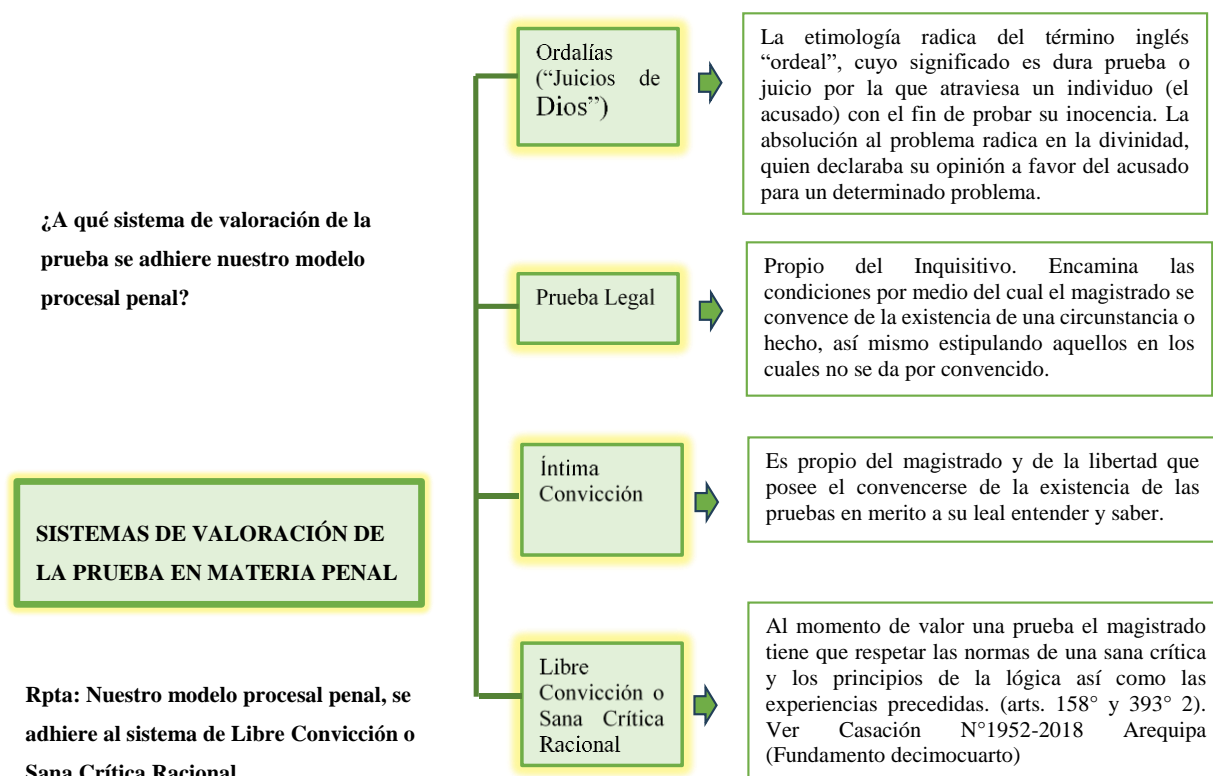 ¿A qué sistema de valoración de la
prueba se adhiere nuestro modelo
procesal penal?
SISTEMAS DE VALORACIÓN DE
LA PRUEBA EN MATERIA PENAL
Rpta: Nuestro modelo procesal penal, se
adhiere al sistema de Libre Convicción o
Sana Crítica Racional
Ordalías
(“Juicios de
Dios”)
La etimología radica del término inglés
“ordeal”, cuyo significado es dura prueba o
juicio por la que atraviesa un individuo (el
acusado) con el fin de probar su inocencia. La
absolución al problema radica en la divinidad,
quien declaraba su opinión a favor del acusado
para un determinado problema.
Prueba Legal
Propio del Inquisitivo. Encamina las
condiciones por medio del cual el magistrado se
convence de la existencia de una circunstancia o
hecho, así mismo estipulando aquellos en los
cuales no se da por convencido.
Íntima
Convicción
Es propio del magistrado y de la libertad que
posee el convencerse de la existencia de las
pruebas en merito a su leal entender y saber.
Libre
Convicción o
Sana Crítica
Racional
Al momento de valor una prueba el magistrado
tiene que respetar las normas de una sana crítica
y los principios de la lógica así como las
experiencias precedidas. (arts. 158° y 393° 2).
Ver Casación N°1952-2018 Arequipa
(Fundamento decimocuarto)